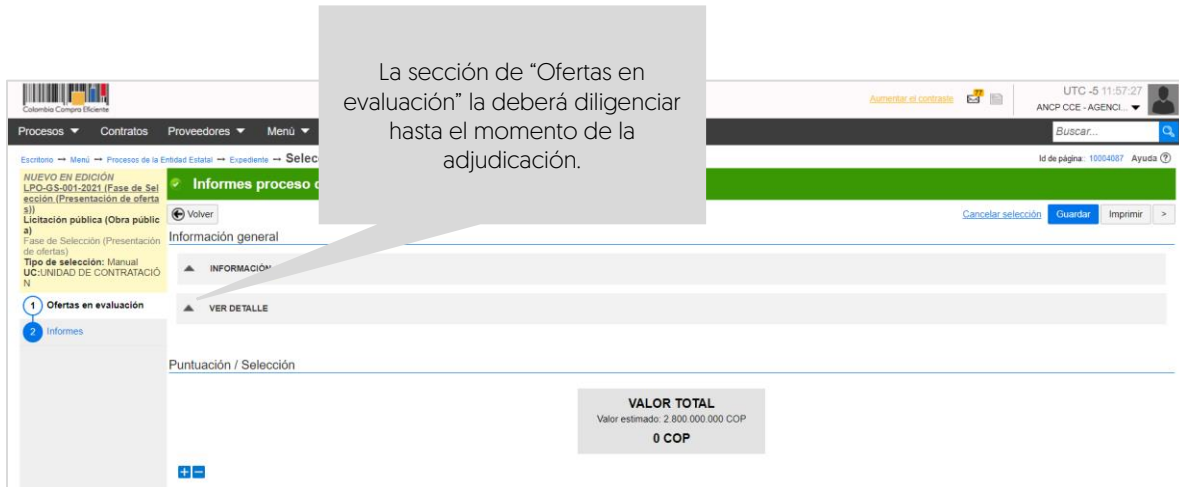 La sección de “Ofertas en
evaluación” la deberá diligenciar
hasta el momento de la
adjudicación.
Colombia Compra Eficiente
Aumentar el contraste
UTC -5 11:57:27
ANCP CCE - AGENCI...
Procesos Contratos Proveedores Menú
Buscar...
Escritorio → Menú → Procesos de la Entidad Estatal → Expediente → Selec
Id de página: 10004087 Ayuda
NUEVO EN EDICIÓN
LPO-GS-001-2021 (Fase de Sel
ección (Presentación de oferta
s))
Licitación pública (Obra públic
a)
Fase de Selección (Presentación
de ofertas)
Tipo de selección: Manual
UC:UNIDAD DE CONTRATACIÓ
N
1 Ofertas en evaluación
2 Informes
Informes proceso d
Volver
Cancelar selección Guardar Imprimir >
Información general
INFORMACIÓN
VER DETALLE
Puntuación / Selección
VALOR TOTAL
Valor estimado: 2.800.000.000 COP
0 COP